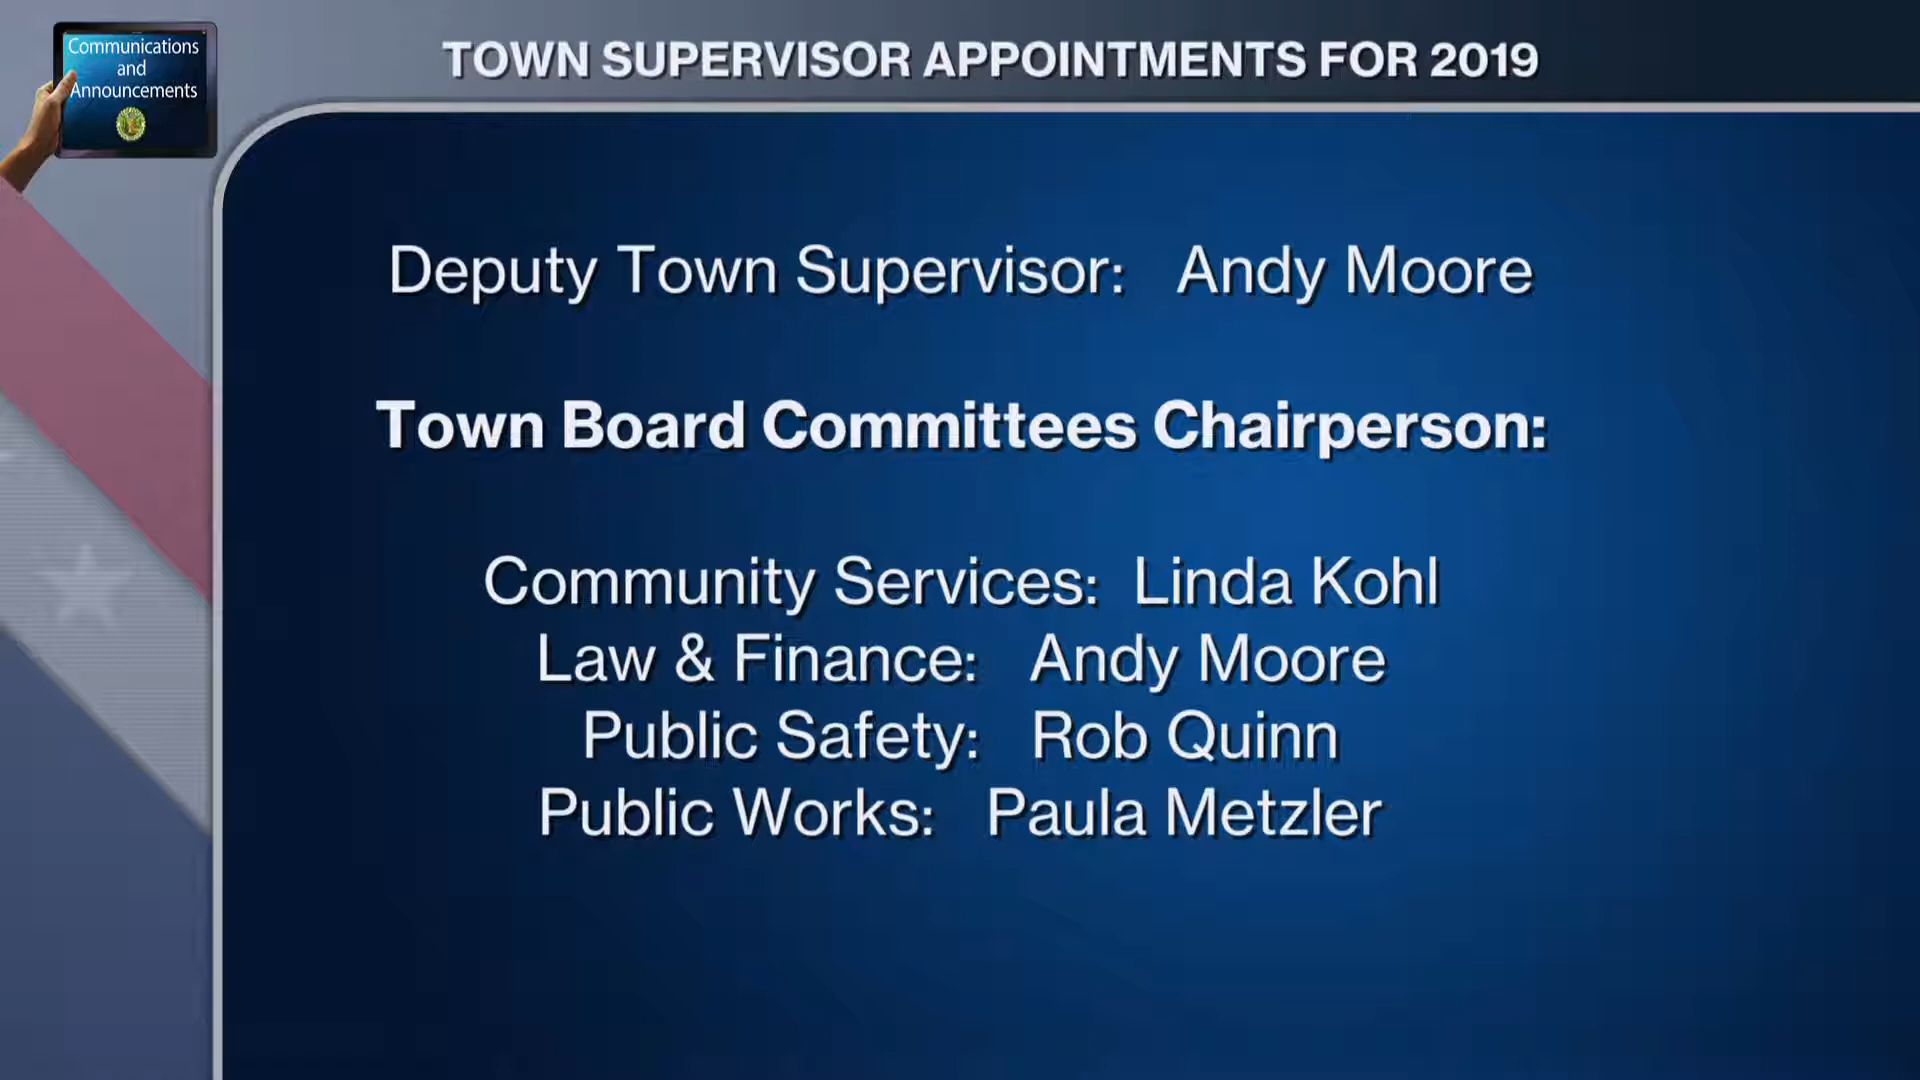 Communications
and
Announcements
TOWN SUPERVISOR APPOINTMENTS FOR 2019
Deputy Town Supervisor: Andy Moore
Town Board Committees Chairperson:
Community Services: Linda Kohl
Law & Finance: Andy Moore
Public Safety: Rob Quinn
Public Works: Paula Metzler